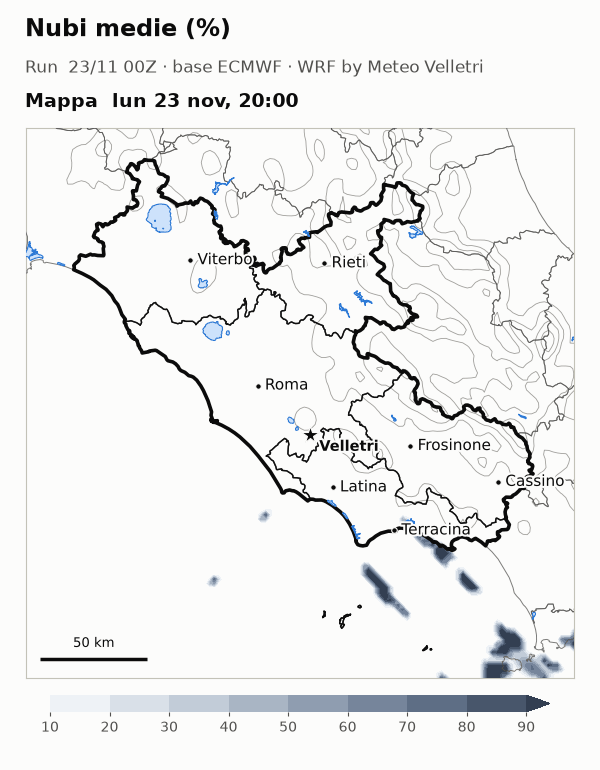 Nubi medie (%)
Run  23/11 00Z · base ECMWF · WRF by Meteo Velletri
Mappa  lun 23 nov, 20:00
Viterbo
Rieti
Roma
Velletri
Frosinone
Latina
Cassino
Terracina
50 km
10 20 30 40 50 60 70 80 90